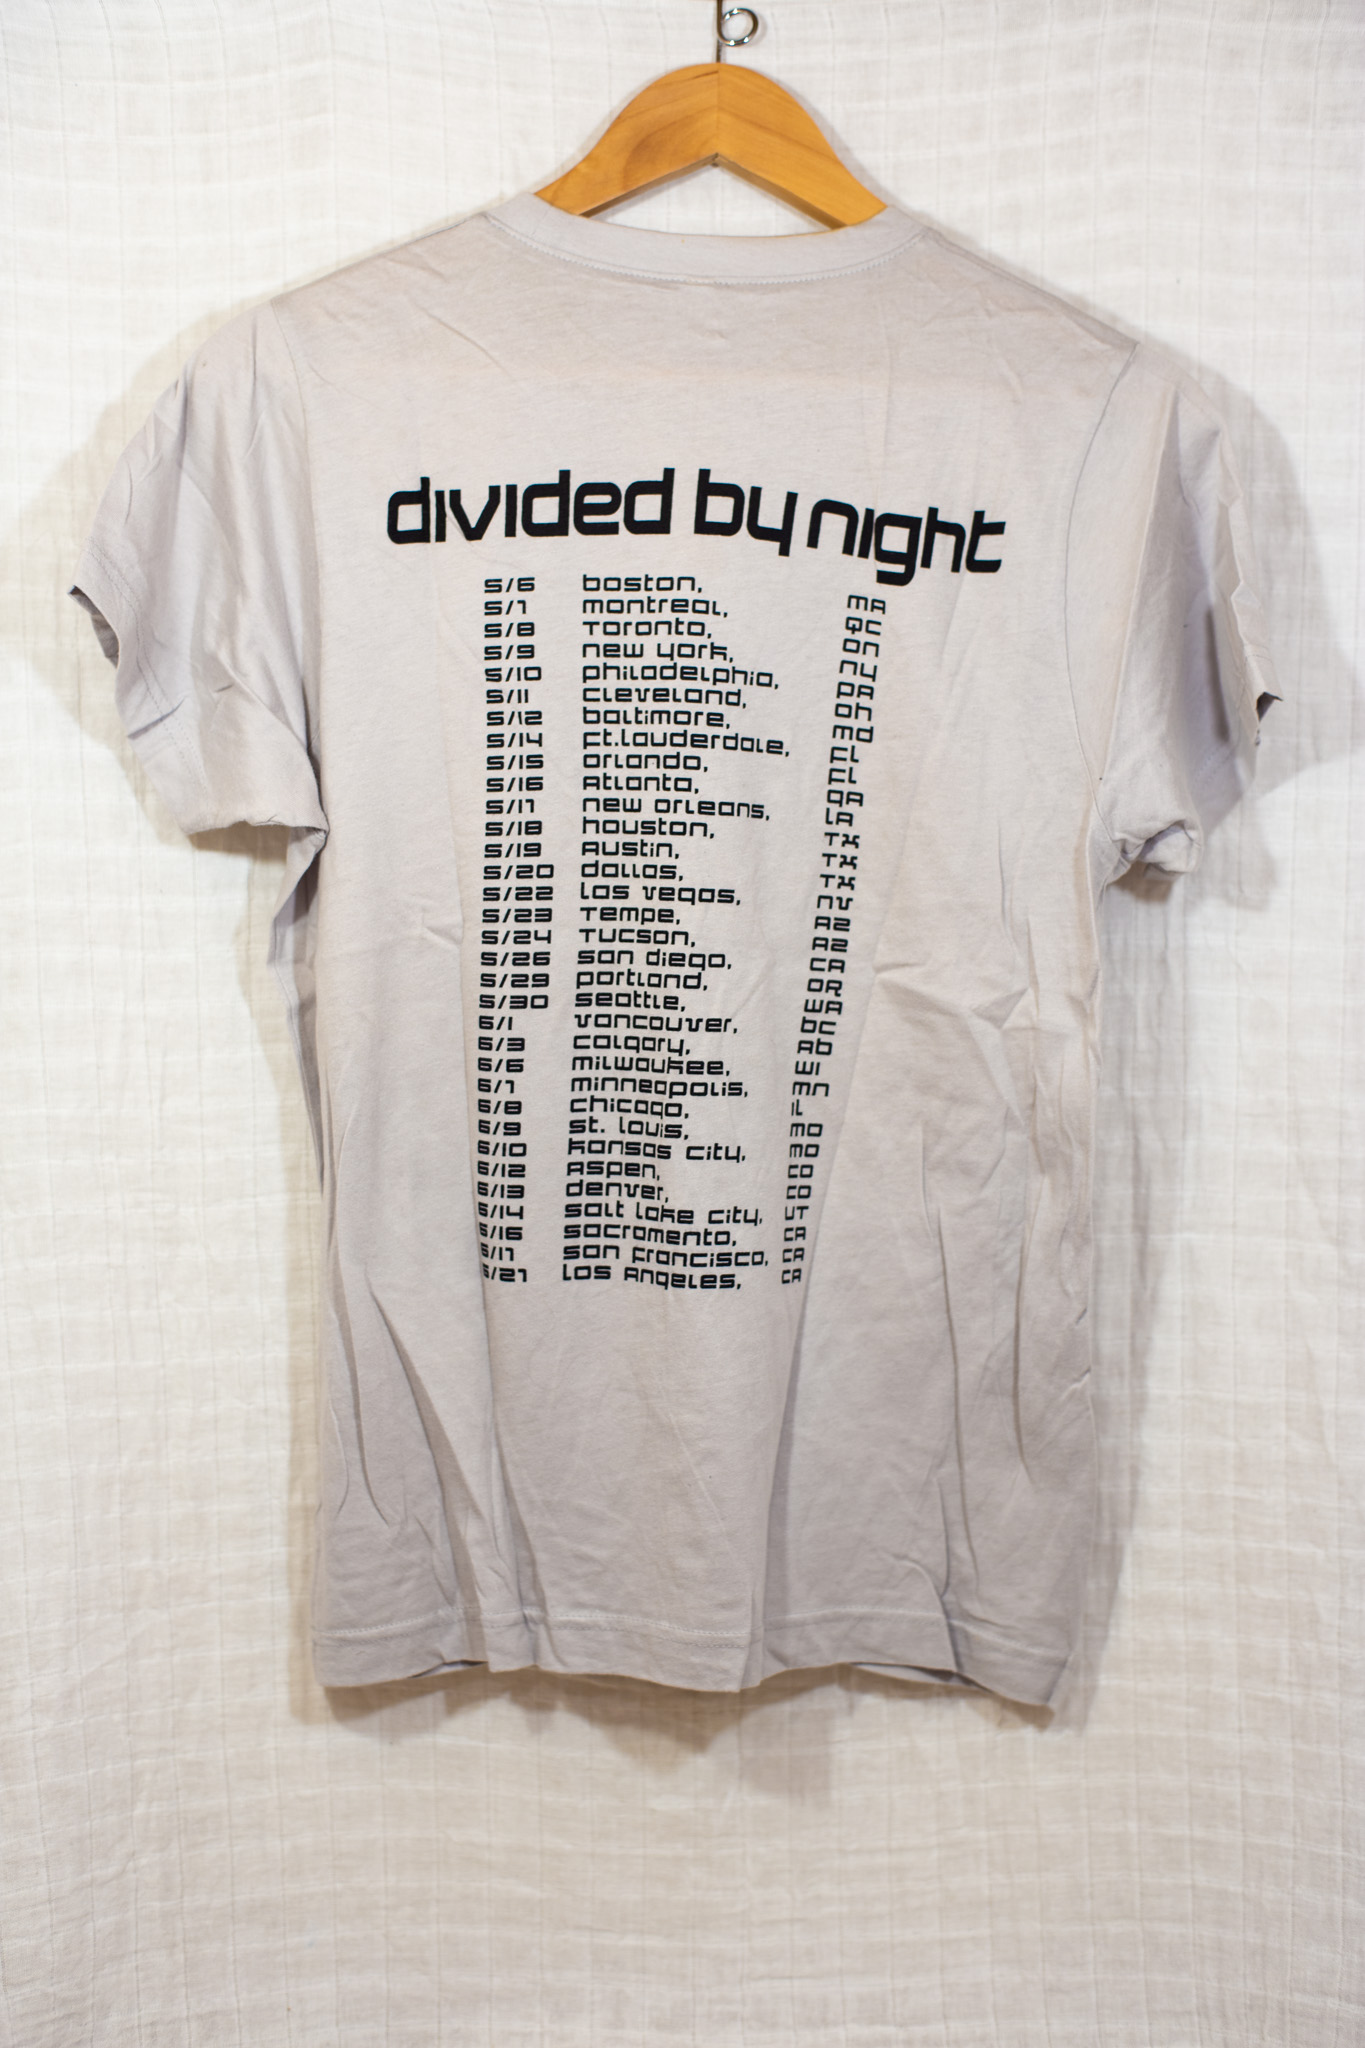 divided by night
5/6 boston, MA
5/7 montreal, QC
5/8 Toronto, on
5/9 new york, ny
5/10 philadelphia, pA
5/11 cleveland, oh
5/12 baltimore, md
5/14 ft.lauderdale, fl
5/15 orlando, fl
5/16 Atlanta, gA
5/17 new orleans, lA
5/18 houston, Tx
5/19 Austin, Tx
5/20 dallas, Tx
5/22 las vegas, nv
5/23 Tempe, Az
5/24 Tucson, Az
5/26 san diego, CA
5/29 portland, OR
5/30 seattle, WA
6/1 vancouver, bc
6/3 calgary, Ab
6/6 milwaukee, WI
6/7 minneapolis, mn
6/8 chicago, il
6/9 st. louis, mo
6/10 kansas city, mo
6/12 Aspen, co
6/13 denver, co
6/14 salt lake city, UT
6/16 sacramento, CA
6/17 san francisco, CA
6/27 los Angeles, CA